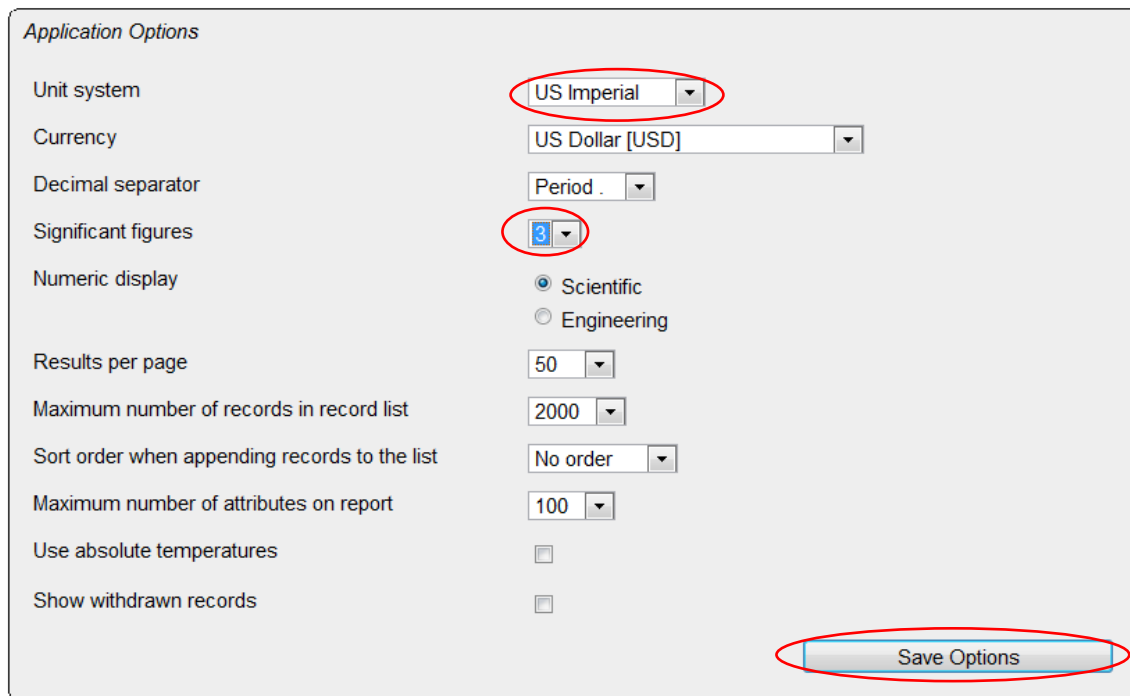 Application Options
Unit system US Imperial
Currency US Dollar [USD]
Decimal separator Period .
Significant figures 3
Numeric display Scientific
Engineering
Results per page 50
Maximum number of records in record list 2000
Sort order when appending records to the list No order
Maximum number of attributes on report 100
Use absolute temperatures
Show withdrawn records
Save Options